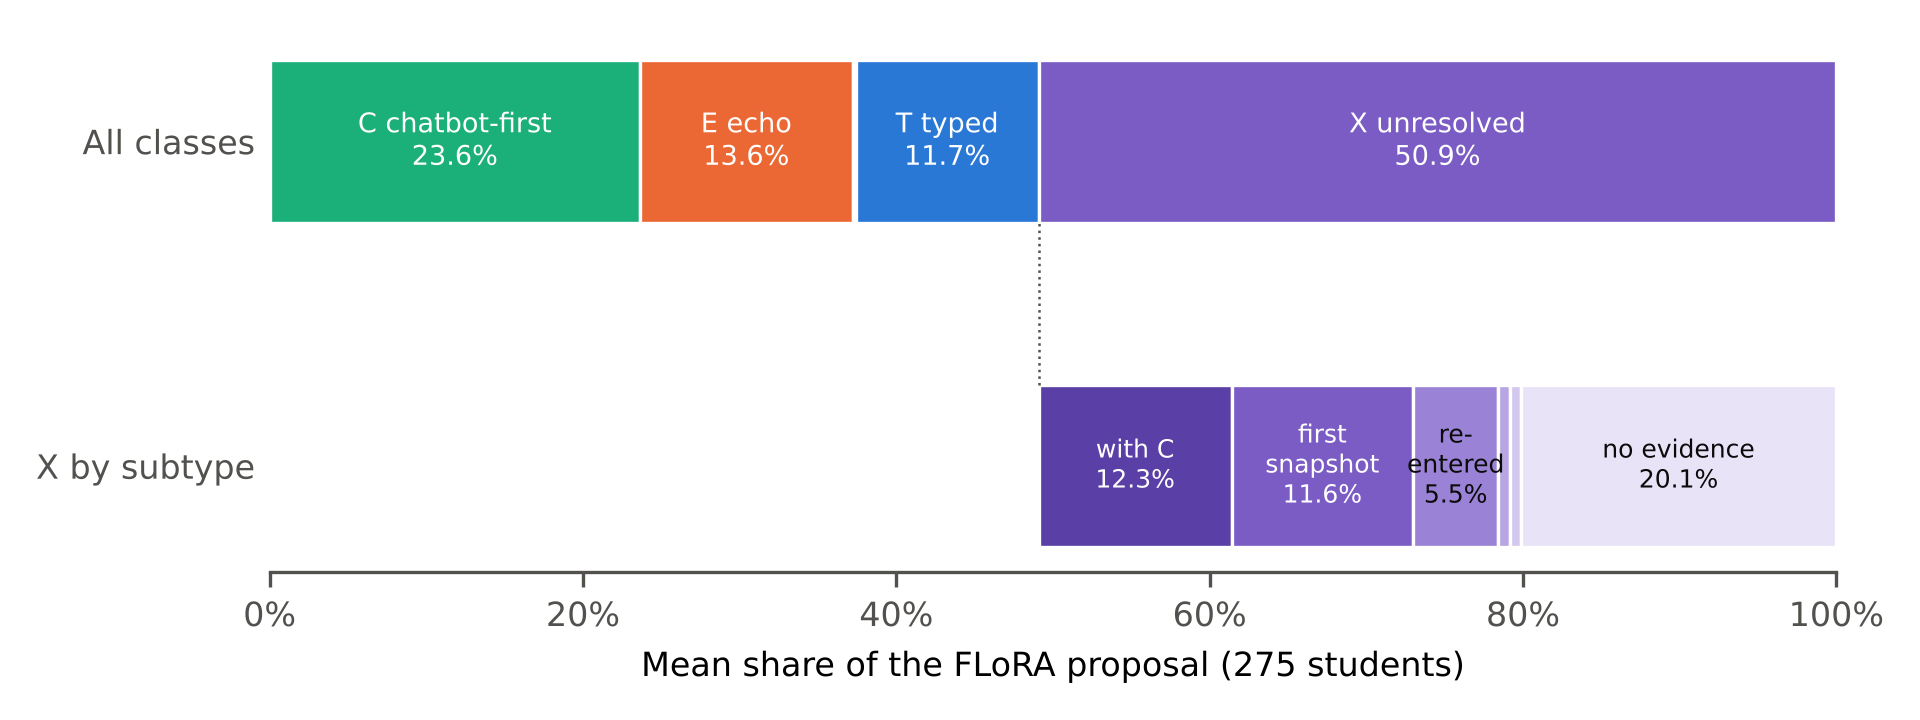 All classes
C chatbot-first
23.6%
E echo
13.6%
T typed
11.7%
X unresolved
50.9%
X by subtype
with C
12.3%
first
snapshot
11.6%
re-
entered
5.5%
no evidence
20.1%
0%
20%
40%
60%
80%
100%
Mean share of the FLoRA proposal (275 students)